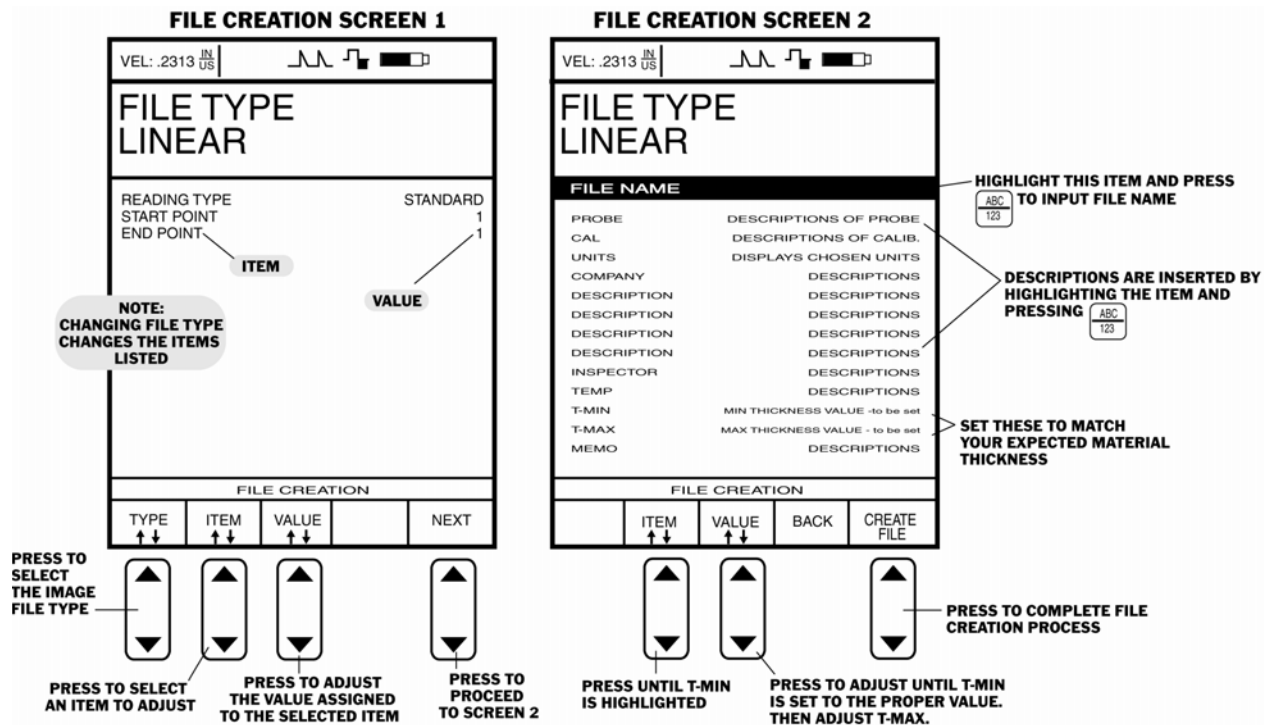 FILE CREATION SCREEN 1
VEL: .2313 IN
US
FILE TYPE
LINEAR
READING TYPE STANDARD
START POINT 1
END POINT 1
ITEM
VALUE
NOTE:
CHANGING FILE TYPE
CHANGES THE ITEMS
LISTED
FILE CREATION
TYPE ITEM VALUE NEXT
PRESS TO
SELECT
THE IMAGE
FILE TYPE
PRESS TO SELECT
AN ITEM TO ADJUST
PRESS TO ADJUST
THE VALUE ASSIGNED
TO THE SELECTED ITEM
PRESS TO
PROCEED
TO SCREEN 2
FILE CREATION SCREEN 2
VEL: .2313 IN
US
FILE TYPE
LINEAR
FILE NAME
PROBE DESCRIPTIONS OF PROBE
CAL DESCRIPTIONS OF CALIB.
UNITS DISPLAYS CHOSEN UNITS
COMPANY DESCRIPTIONS
DESCRIPTION DESCRIPTIONS
DESCRIPTION DESCRIPTIONS
DESCRIPTION DESCRIPTIONS
DESCRIPTION DESCRIPTIONS
INSPECTOR DESCRIPTIONS
TEMP DESCRIPTIONS
T-MIN MIN THICKNESS VALUE -to be set
T-MAX MAX THICKNESS VALUE - to be set
MEMO DESCRIPTIONS
FILE CREATION
ITEM VALUE BACK CREATE
FILE
HIGHLIGHT THIS ITEM AND PRESS
ABC
123 TO INPUT FILE NAME
DESCRIPTIONS ARE INSERTED BY
HIGHLIGHTING THE ITEM AND
PRESSING ABC
123
SET THESE TO MATCH
YOUR EXPECTED MATERIAL
THICKNESS
PRESS TO COMPLETE FILE
CREATION PROCESS
PRESS UNTIL T-MIN
IS HIGHLIGHTED
PRESS TO ADJUST UNTIL T-MIN
IS SET TO THE PROPER VALUE.
THEN ADJUST T-MAX.